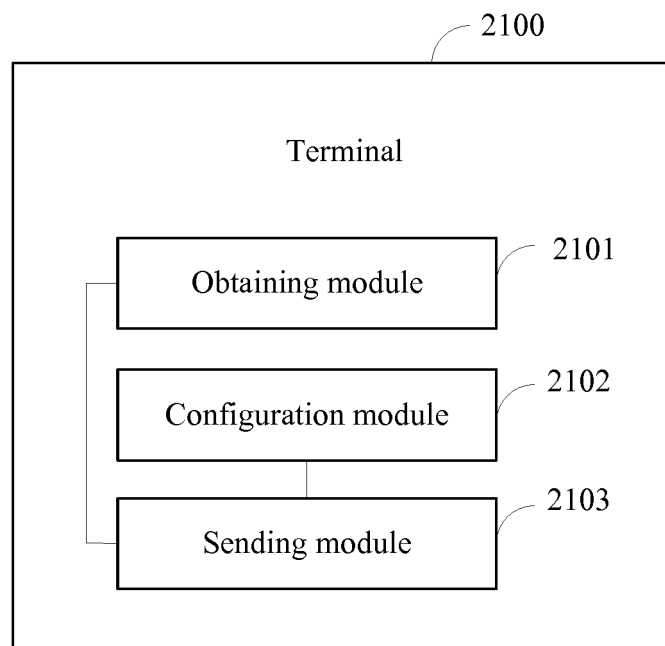 2100
Terminal
2101
Obtaining module
2102
Configuration module
2103
Sending module